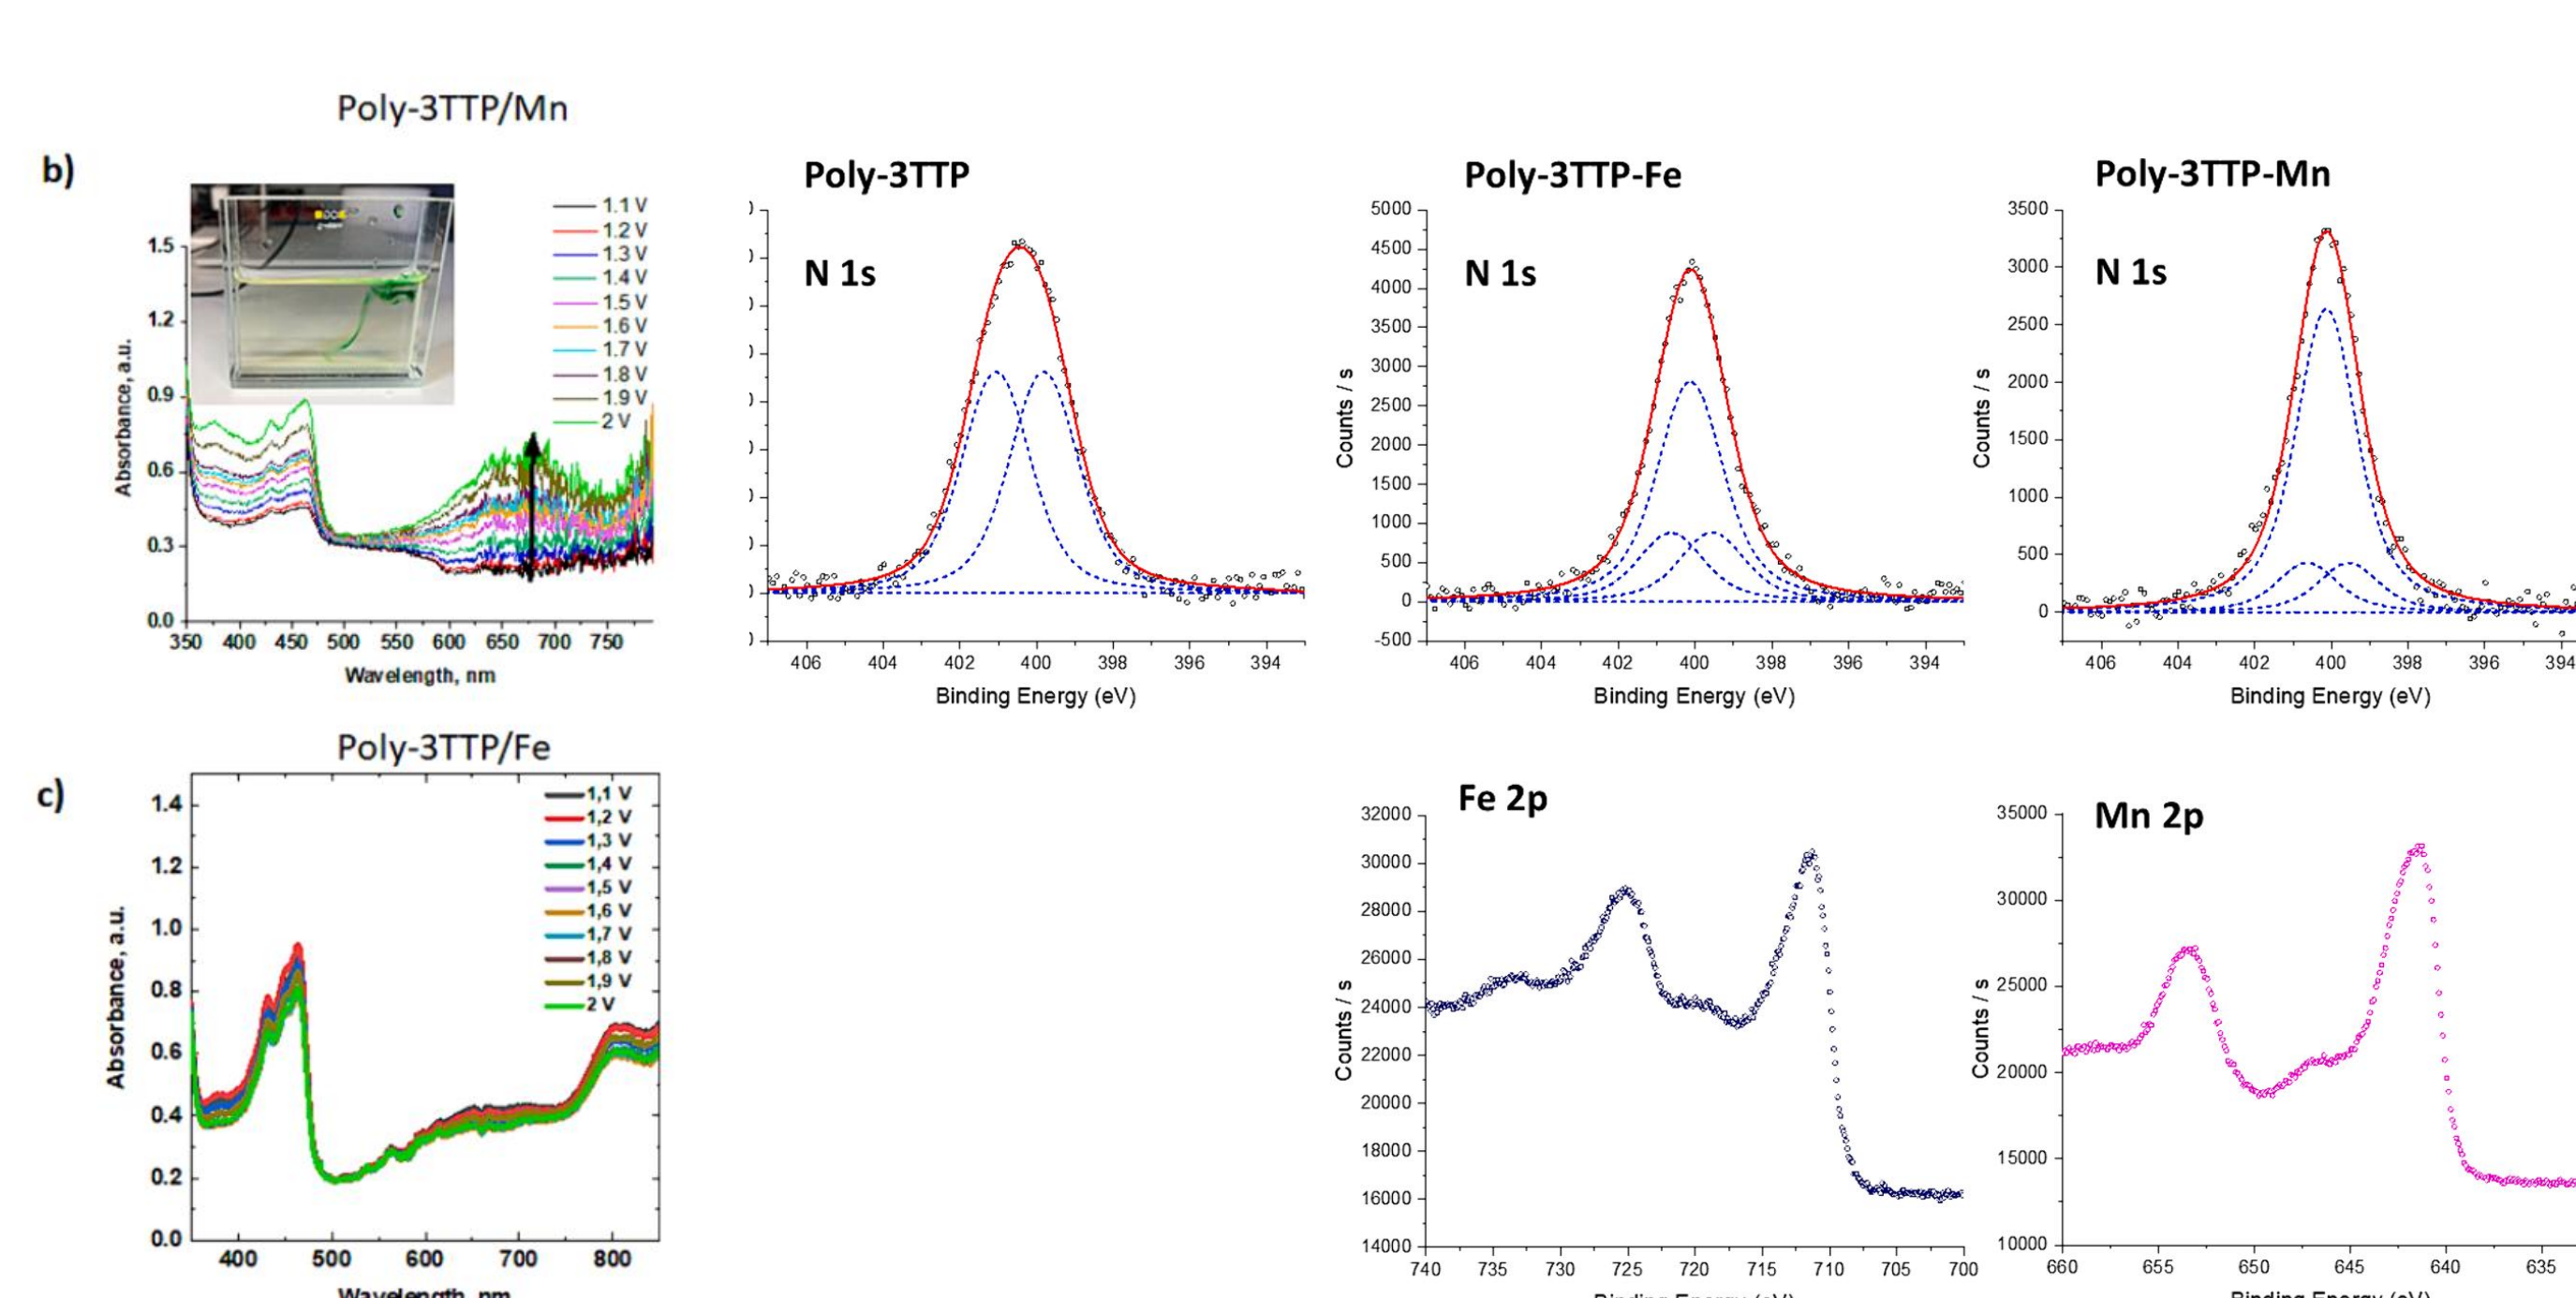 Poly-3TTP/Mn
b)
1.1 V
1.2 V
1.3 V
1.4 V
1.5 V
1.6 V
1.7 V
1.8 V
1.9 V
2 V
Absorbance, a.u.
1.5
1.2
0.9
0.6
0.3
0.0
350 400 450 500 550 600 650 700 750
Wavelength, nm
Poly-3TTP
N 1s
406 404 402 400 398 396 394
Binding Energy (eV)
Poly-3TTP-Fe
N 1s
Counts / s
5000
4500
4000
3500
3000
2500
2000
1500
1000
500
0
-500
406 404 402 400 398 396 394
Binding Energy (eV)
Poly-3TTP-Mn
N 1s
Counts / s
3500
3000
2500
2000
1500
1000
500
0
406 404 402 400 398 396 394
Binding Energy (eV)
Poly-3TTP/Fe
c)
1,1 V
1,2 V
1,3 V
1,4 V
1,5 V
1,6 V
1,7 V
1,8 V
1,9 V
2 V
Absorbance, a.u.
1.4
1.2
1.0
0.8
0.6
0.4
0.2
0.0
400 500 600 700 800
Wavelength, nm
Fe 2p
Counts / s
32000
30000
28000
26000
24000
22000
20000
18000
16000
14000
740 735 730 725 720 715 710 705 700
Binding Energy (eV)
Mn 2p
Counts / s
35000
30000
25000
20000
15000
10000
660 655 650 645 640 635
Binding Energy (eV)